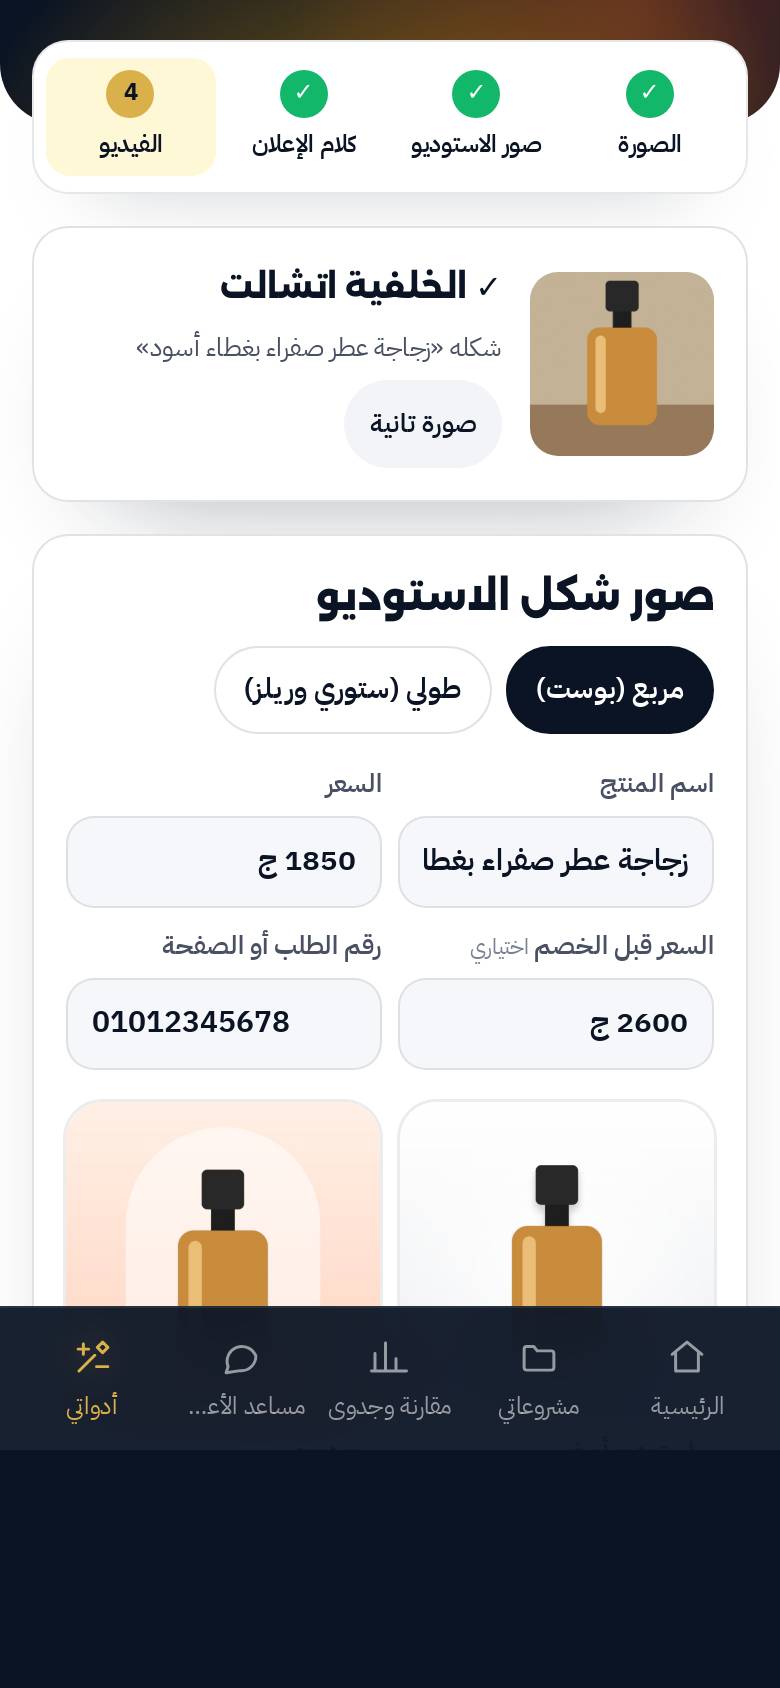 الصورة
صور الاستوديو
كلام الإعلان
4
الفيديو
✓ الخلفية اتشالت
شكله «زجاجة عطر صفراء بغطاء أسود»
صورة تانية
صور شكل الاستوديو
مربع (بوست)
طولي (ستوري وريلز)
اسم المنتج
السعر
زجاجة عطر صفراء بغطا
1850 ج
السعر قبل الخصم اختياري
رقم الطلب أو الصفحة
2600 ج
01012345678
الرئيسية
مشروعاتي
مقارنة وجدوى
مساعد الأع...
أدواتي